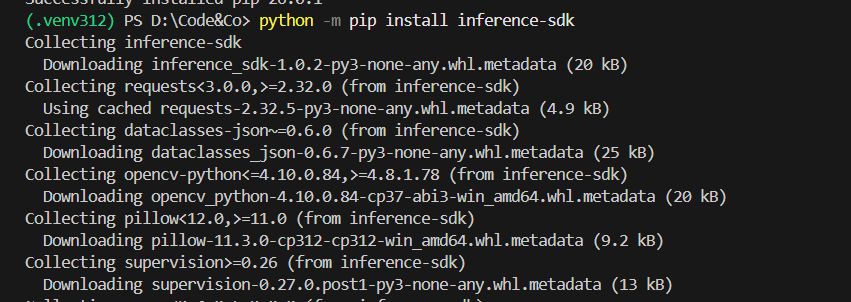 Successfully installed pip 26.0.1
(.venv312) PS D:\Code&Co> python -m pip install inference-sdk
Collecting inference-sdk
  Downloading inference_sdk-1.0.2-py3-none-any.whl.metadata (20 kB)
Collecting requests<3.0.0,>=2.32.0 (from inference-sdk)
  Using cached requests-2.32.5-py3-none-any.whl.metadata (4.9 kB)
Collecting dataclasses-json~=0.6.0 (from inference-sdk)
  Downloading dataclasses_json-0.6.7-py3-none-any.whl.metadata (25 kB)
Collecting opencv-python<=4.10.0.84,>=4.8.1.78 (from inference-sdk)
  Downloading opencv_python-4.10.0.84-cp37-abi3-win_amd64.whl.metadata (20 kB)
Collecting pillow<12.0,>=11.0 (from inference-sdk)
  Downloading pillow-11.3.0-cp312-cp312-win_amd64.whl.metadata (9.2 kB)
Collecting supervision>=0.26 (from inference-sdk)
  Downloading supervision-0.27.0.post1-py3-none-any.whl.metadata (13 kB)